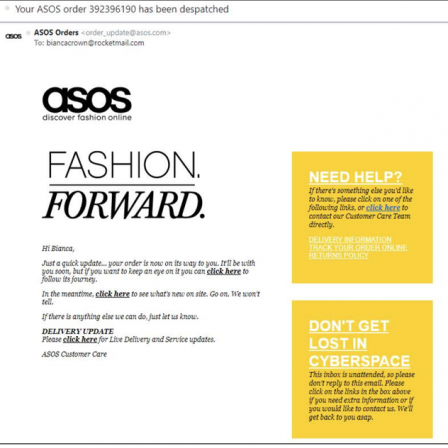 Your ASOS order 392396190 has been despatched
asos
ASOS Orders <order_update@asos.com>
To: biancacrown@rocketmail.com
asos
discover fashion online
FASHION.
FORWARD.
Hi Bianca,
Just a quick update... your order is now on its way to you. It'll be with
you soon, but if you want to keep an eye on it you can click here to
follow its journey.
In the meantime, click here to see what's new on site. Go on. We won't
tell.
If there is anything else we can do, just let us know.
DELIVERY UPDATE
Please click here for Live Delivery and Service updates.
ASOS Customer Care
NEED HELP?
If there's something else you'd like
to know, please click on one of the
following links, or click here to
contact our Customer Care Team
directly.
DELIVERY INFORMATION
TRACK YOUR ORDER ONLINE
RETURNS POLICY
DON'T GET
LOST IN
CYBERSPACE
This inbox is unattended, so please
don't reply to this email. Please
click on the links in the box above
if you need extra information or if
you would like to contact us. We'll
get back to you asap.